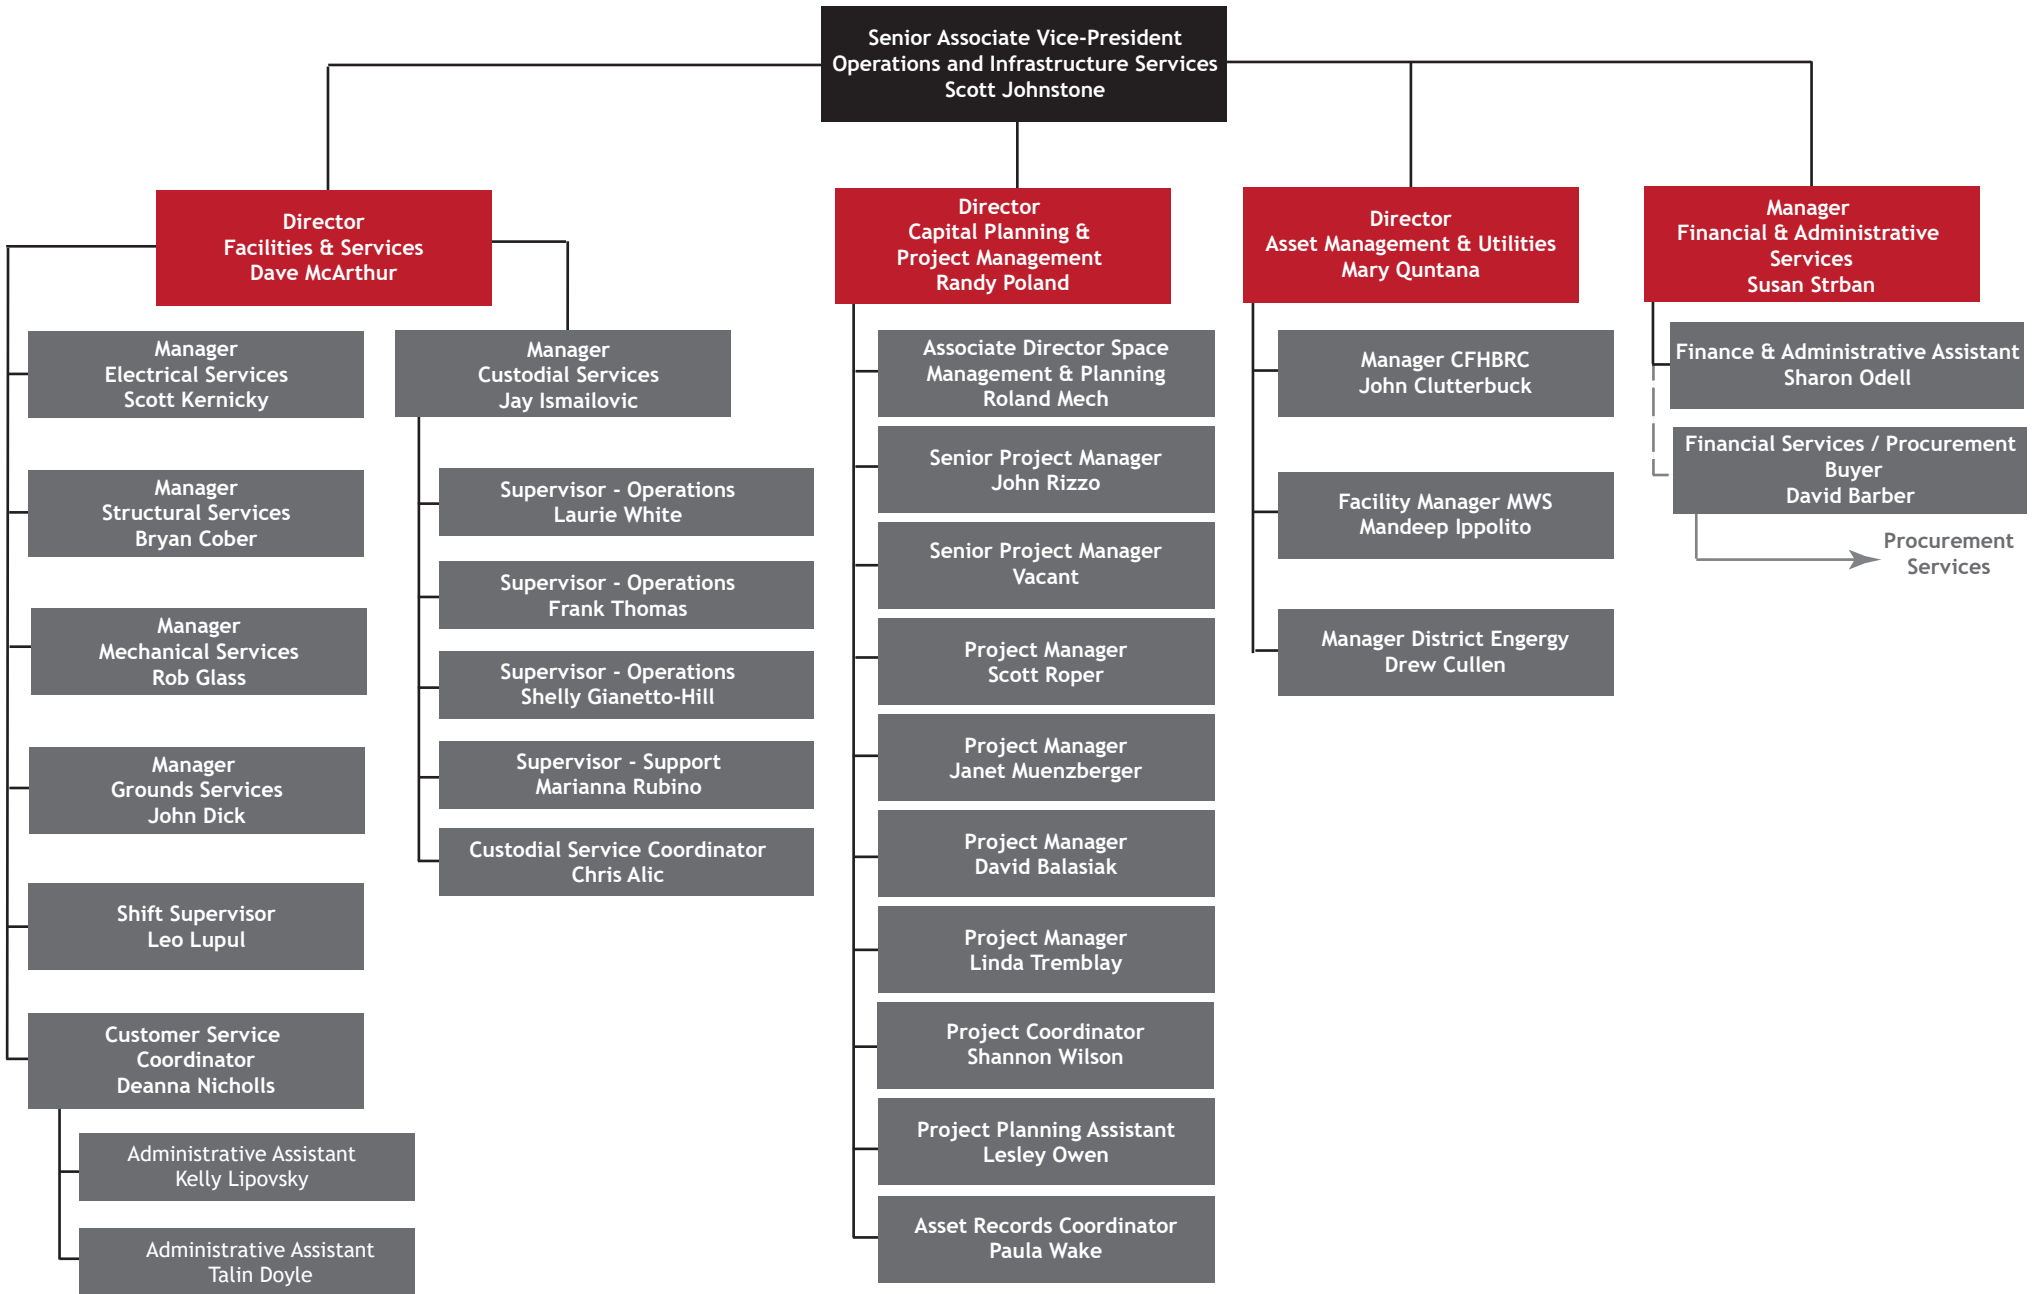 Senior Associate Vice-President
Operations and Infrastructure Services
Scott Johnstone
Director
Facilities & Services
Dave McArthur
Manager
Electrical Services
Scott Kernicky
Manager
Structural Services
Bryan Cober
Manager
Mechanical Services
Rob Glass
Manager
Grounds Services
John Dick
Shift Supervisor
Leo Lupul
Customer Service
Coordinator
Deanna Nicholls
Administrative Assistant
Kelly Lipovsky
Administrative Assistant
Talin Doyle
Manager
Custodial Services
Jay Ismailovic
Supervisor - Operations
Laurie White
Supervisor - Operations
Frank Thomas
Supervisor - Operations
Shelly Gianetto-Hill
Supervisor - Support
Marianna Rubino
Custodial Service Coordinator
Chris Alic
Director
Capital Planning &
Project Management
Randy Poland
Associate Director Space
Management & Planning
Roland Mech
Senior Project Manager
John Rizzo
Senior Project Manager
Vacant
Project Manager
Scott Roper
Project Manager
Janet Muenzberger
Project Manager
David Balasiak
Project Manager
Linda Tremblay
Project Coordinator
Shannon Wilson
Project Planning Assistant
Lesley Owen
Asset Records Coordinator
Paula Wake
Director
Asset Management & Utilities
Mary Quntana
Manager CFHBRC
John Clutterbuck
Facility Manager MWS
Mandeep Ippolito
Manager District Engergy
Drew Cullen
Manager
Financial & Administrative
Services
Susan Strban
Finance & Administrative Assistant
Sharon Odell
Financial Services / Procurement
Buyer
David Barber
Procurement
Services